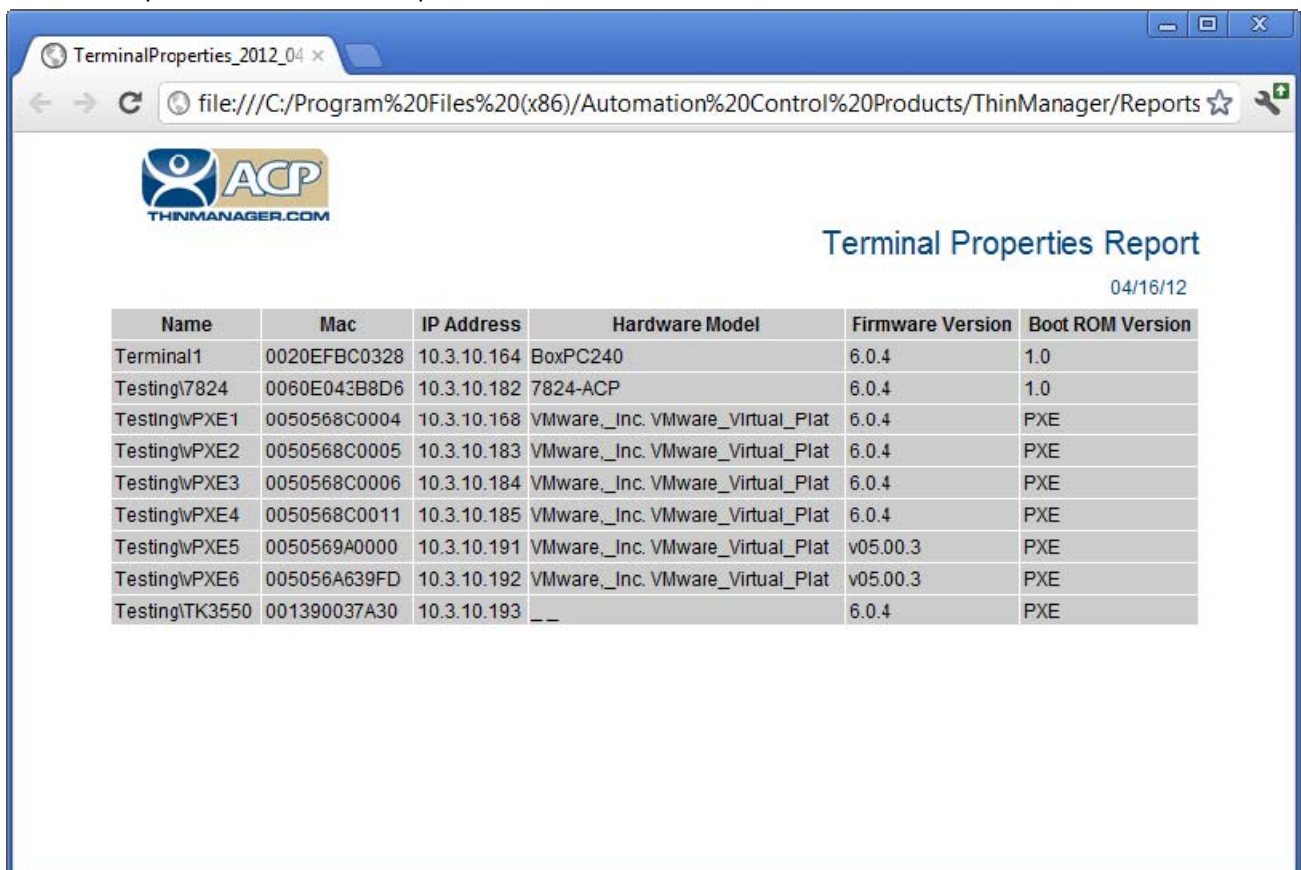 TerminalProperties_2012_04
file:///C:/Program%20Files%20(x86)/Automation%20Control%20Products/ThinManager/Reports
ACP
THINMANAGER.COM
Terminal Properties Report
04/16/12
Name Mac IP Address Hardware Model Firmware Version Boot ROM Version
Terminal1 0020EFBC0328 10.3.10.164 BoxPC240 6.0.4 1.0
Testing\7824 0060E043B8D6 10.3.10.182 7824-ACP 6.0.4 1.0
Testing\vPXE1 0050568C0004 10.3.10.168 VMware,_Inc. VMware_Virtual_Plat 6.0.4 PXE
Testing\vPXE2 0050568C0005 10.3.10.183 VMware,_Inc. VMware_Virtual_Plat 6.0.4 PXE
Testing\vPXE3 0050568C0006 10.3.10.184 VMware,_Inc. VMware_Virtual_Plat 6.0.4 PXE
Testing\vPXE4 0050568C0011 10.3.10.185 VMware,_Inc. VMware_Virtual_Plat 6.0.4 PXE
Testing\vPXE5 0050569A0000 10.3.10.191 VMware,_Inc. VMware_Virtual_Plat v05.00.3 PXE
Testing\vPXE6 005056A639FD 10.3.10.192 VMware,_Inc. VMware_Virtual_Plat v05.00.3 PXE
Testing\TK3550 001390037A30 10.3.10.193 _ _ 6.0.4 PXE